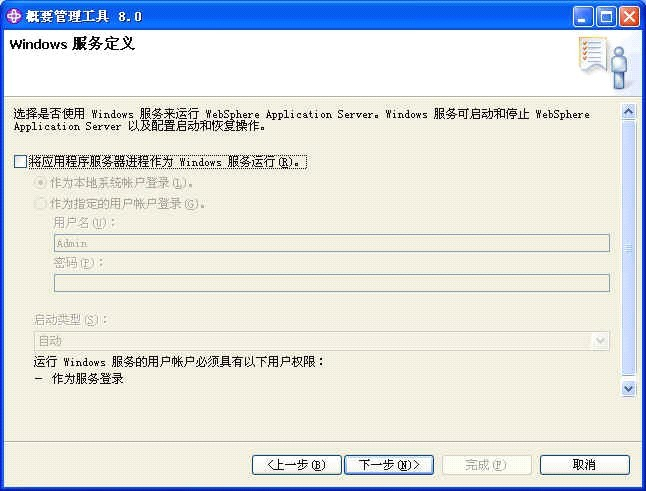 概要管理工具 8.0
Windows 服务定义
选择是否使用 Windows 服务来运行 WebSphere Application Server。Windows 服务可启动和停止 WebSphere
Application Server 以及配置启动和恢复操作。
将应用程序服务器进程作为 Windows 服务运行(R)。
作为本地系统帐户登录(L)。
作为指定的用户帐户登录(G)。
用户名(U)：
Admin
密码(P)：
启动类型(S)：
自动
运行 Windows 服务的用户帐户必须具有以下用户权限：
— 作为服务登录
<上一步(B)
下一步(N)>
完成(F)
取消